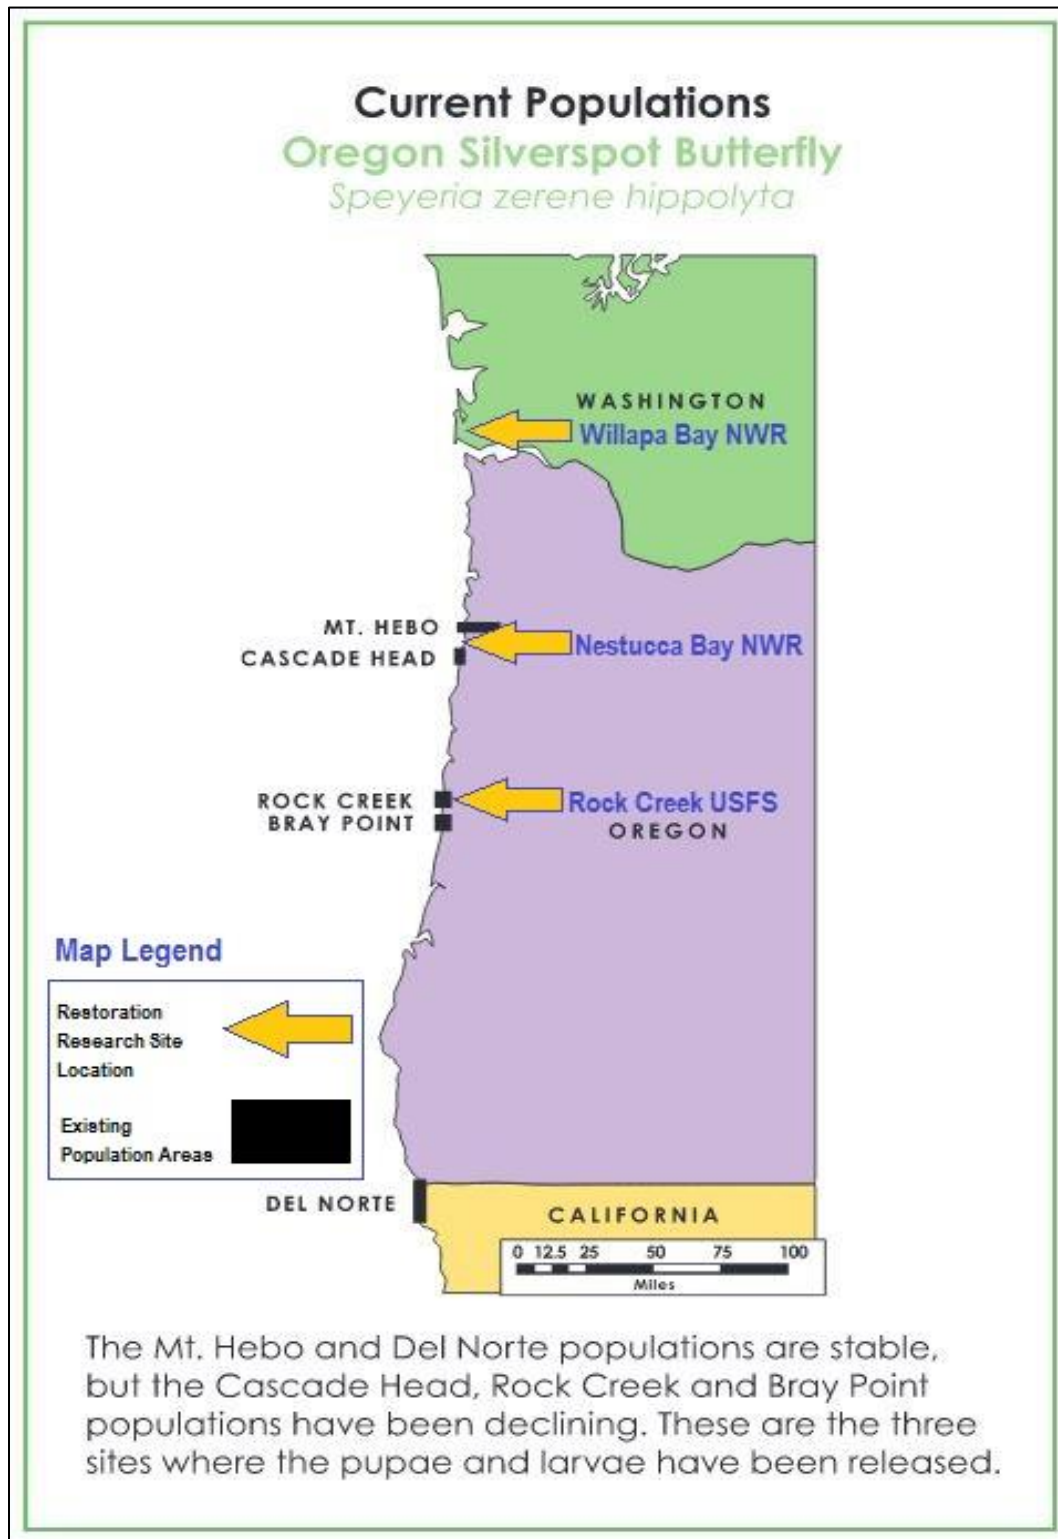 Current Populations
Oregon Silverspot Butterfly
Speyeria zerene hippolyta
WASHINGTON
Willapa Bay NWR
MT. HEBO
CASCADE HEAD
Nestucca Bay NWR
ROCK CREEK
BRAY POINT
Rock Creek USFS
OREGON
Map Legend
Restoration
Research Site
Location
Existing
Population Areas
DEL NORTE
CALIFORNIA
0 12.5 25 50 75 100
Miles
The Mt. Hebo and Del Norte populations are stable,
but the Cascade Head, Rock Creek and Bray Point
populations have been declining. These are the three
sites where the pupae and larvae have been released.